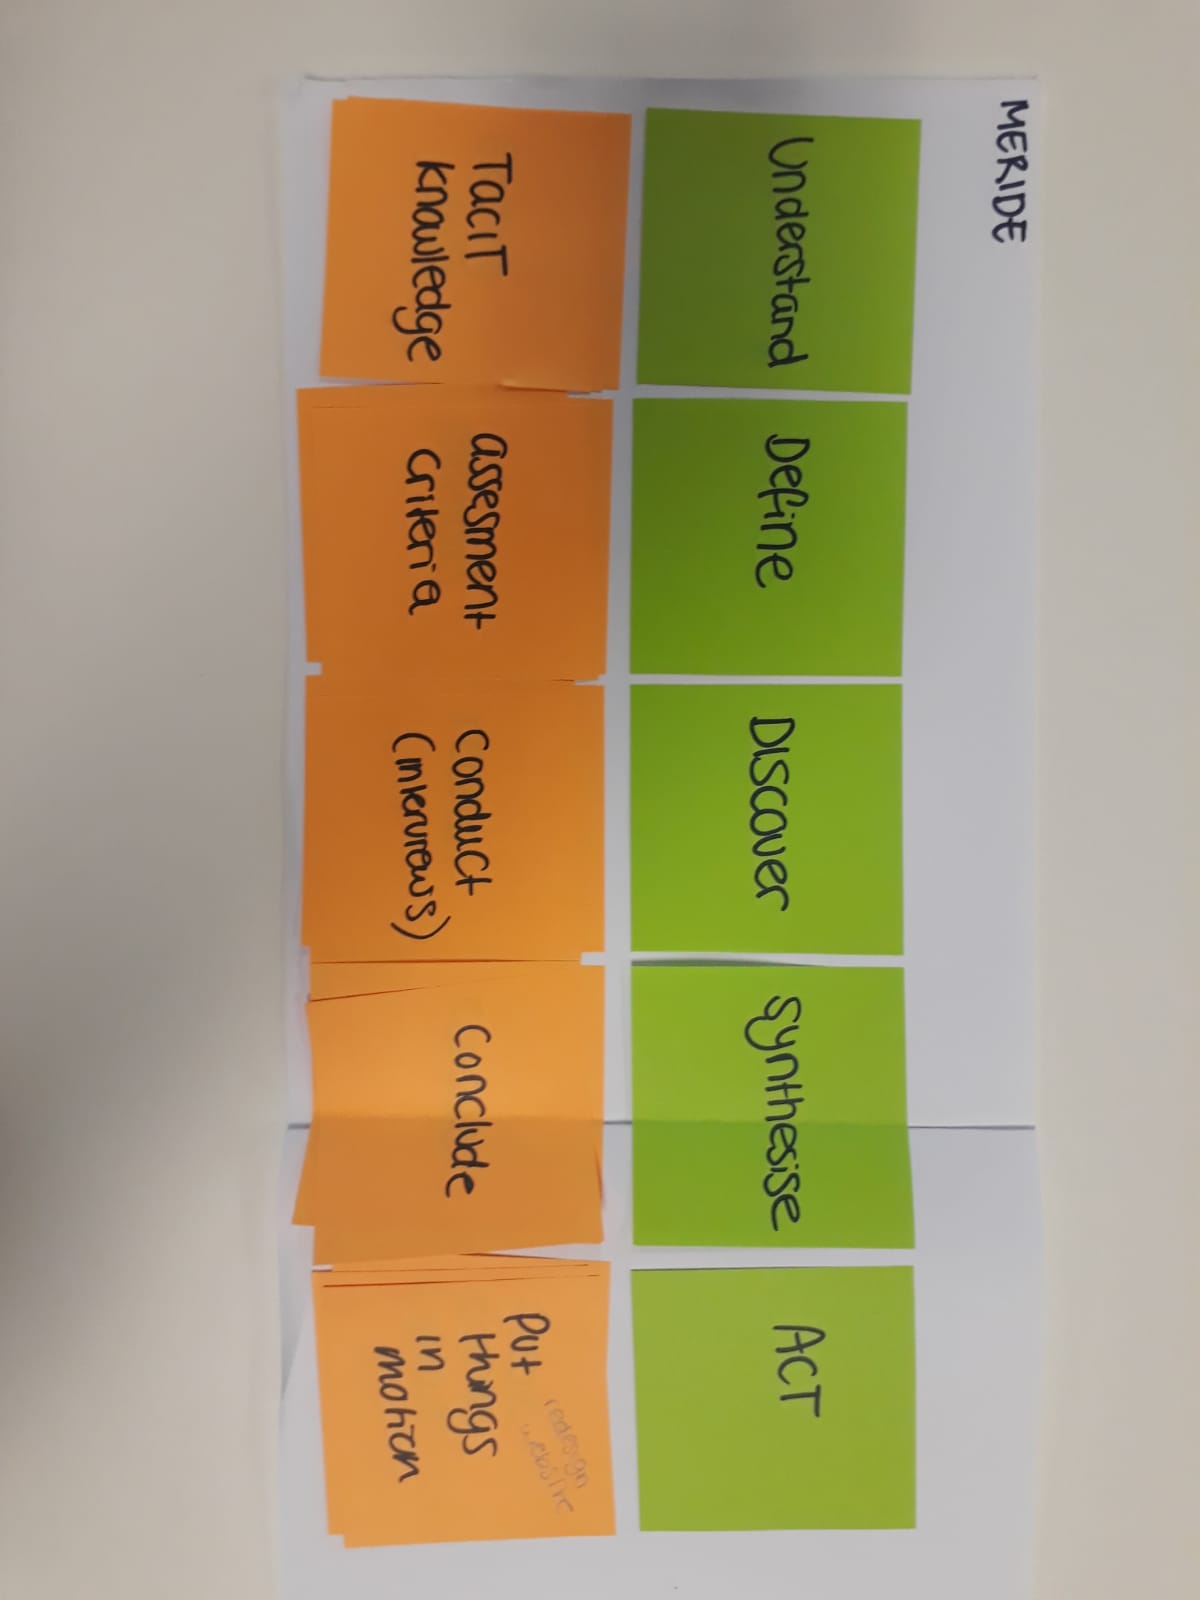 MERIDE
Understand
Define
DISCOVER
synthesise
ACT
TaciT
knowledge
assesment
criteria
conduct
(interviews)
conclude
put
things
in
motion
redesign
website